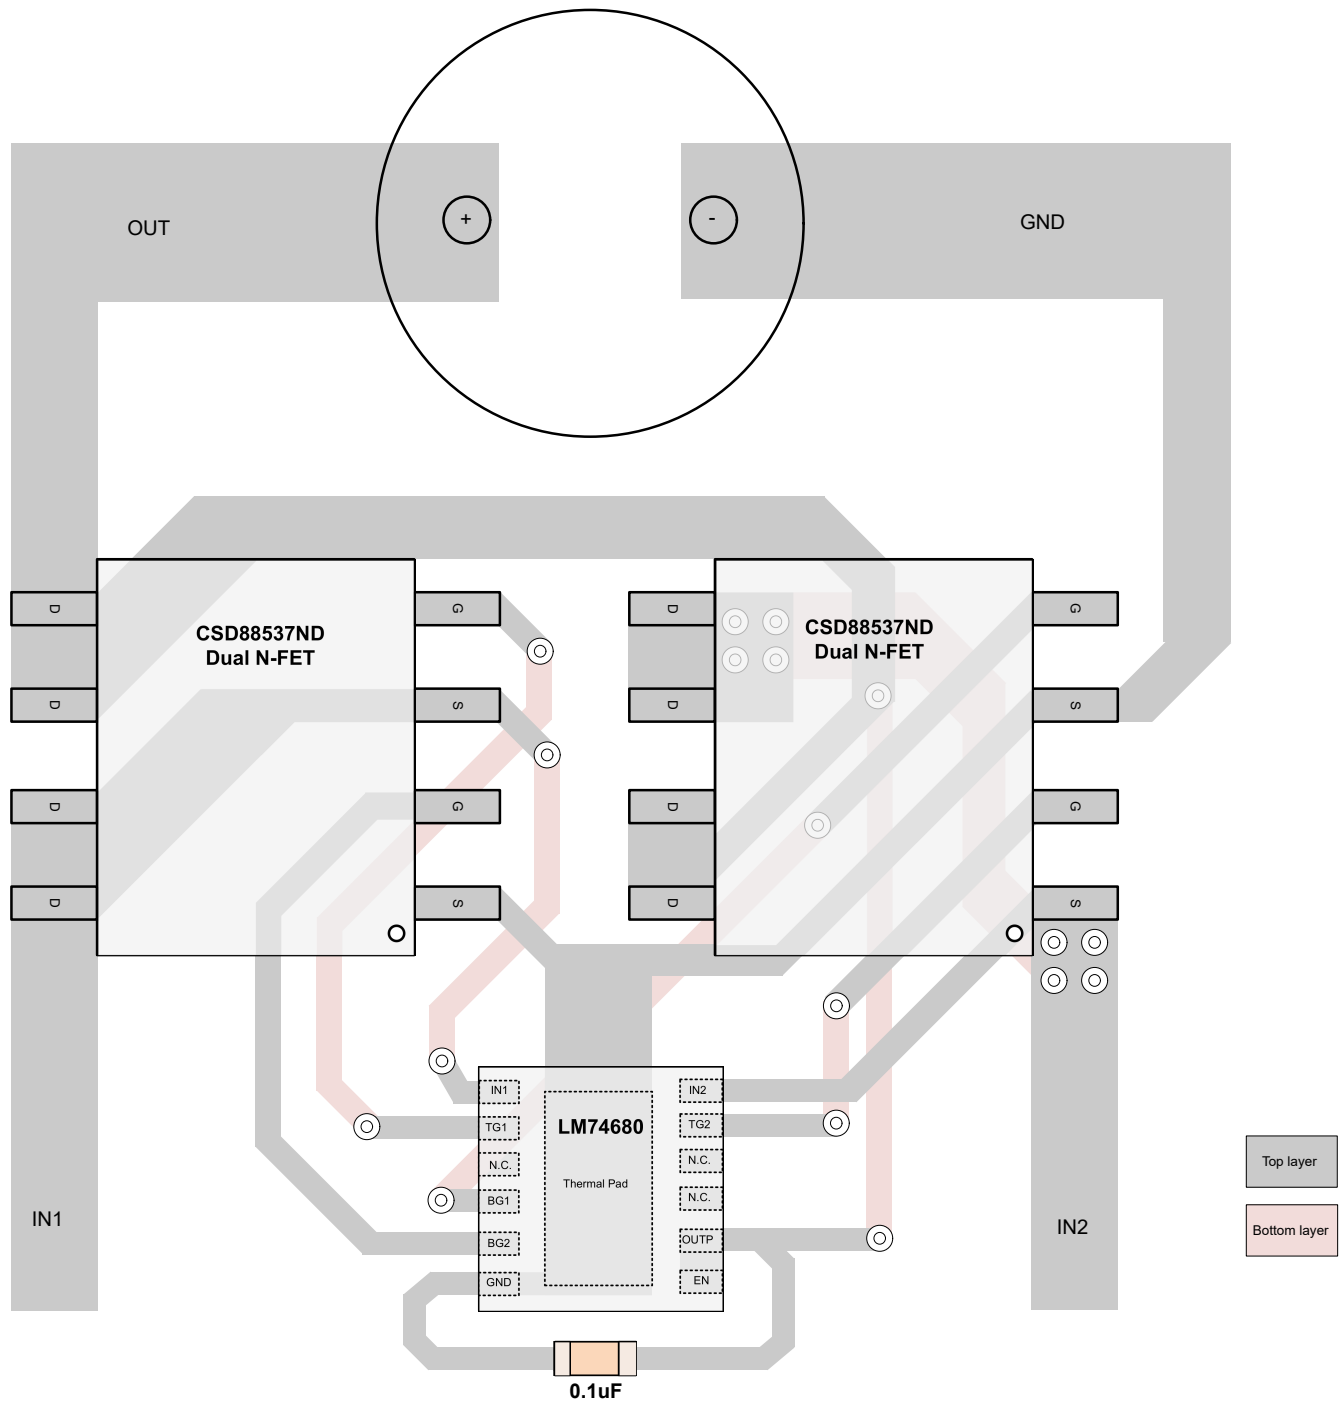 +
-
OUT
GND
D
G
D
G
CSD88537ND
Dual N-FET
CSD88537ND
Dual N-FET
D
S
D
S
D
G
D
G
D
S
D
S
IN1
IN2
TG1
LM74680
TG2
N.C.
N.C.
Thermal Pad
BG1
N.C.
BG2
OUTP
GND
EN
IN1
IN2
Top layer
Bottom layer
0.1uF